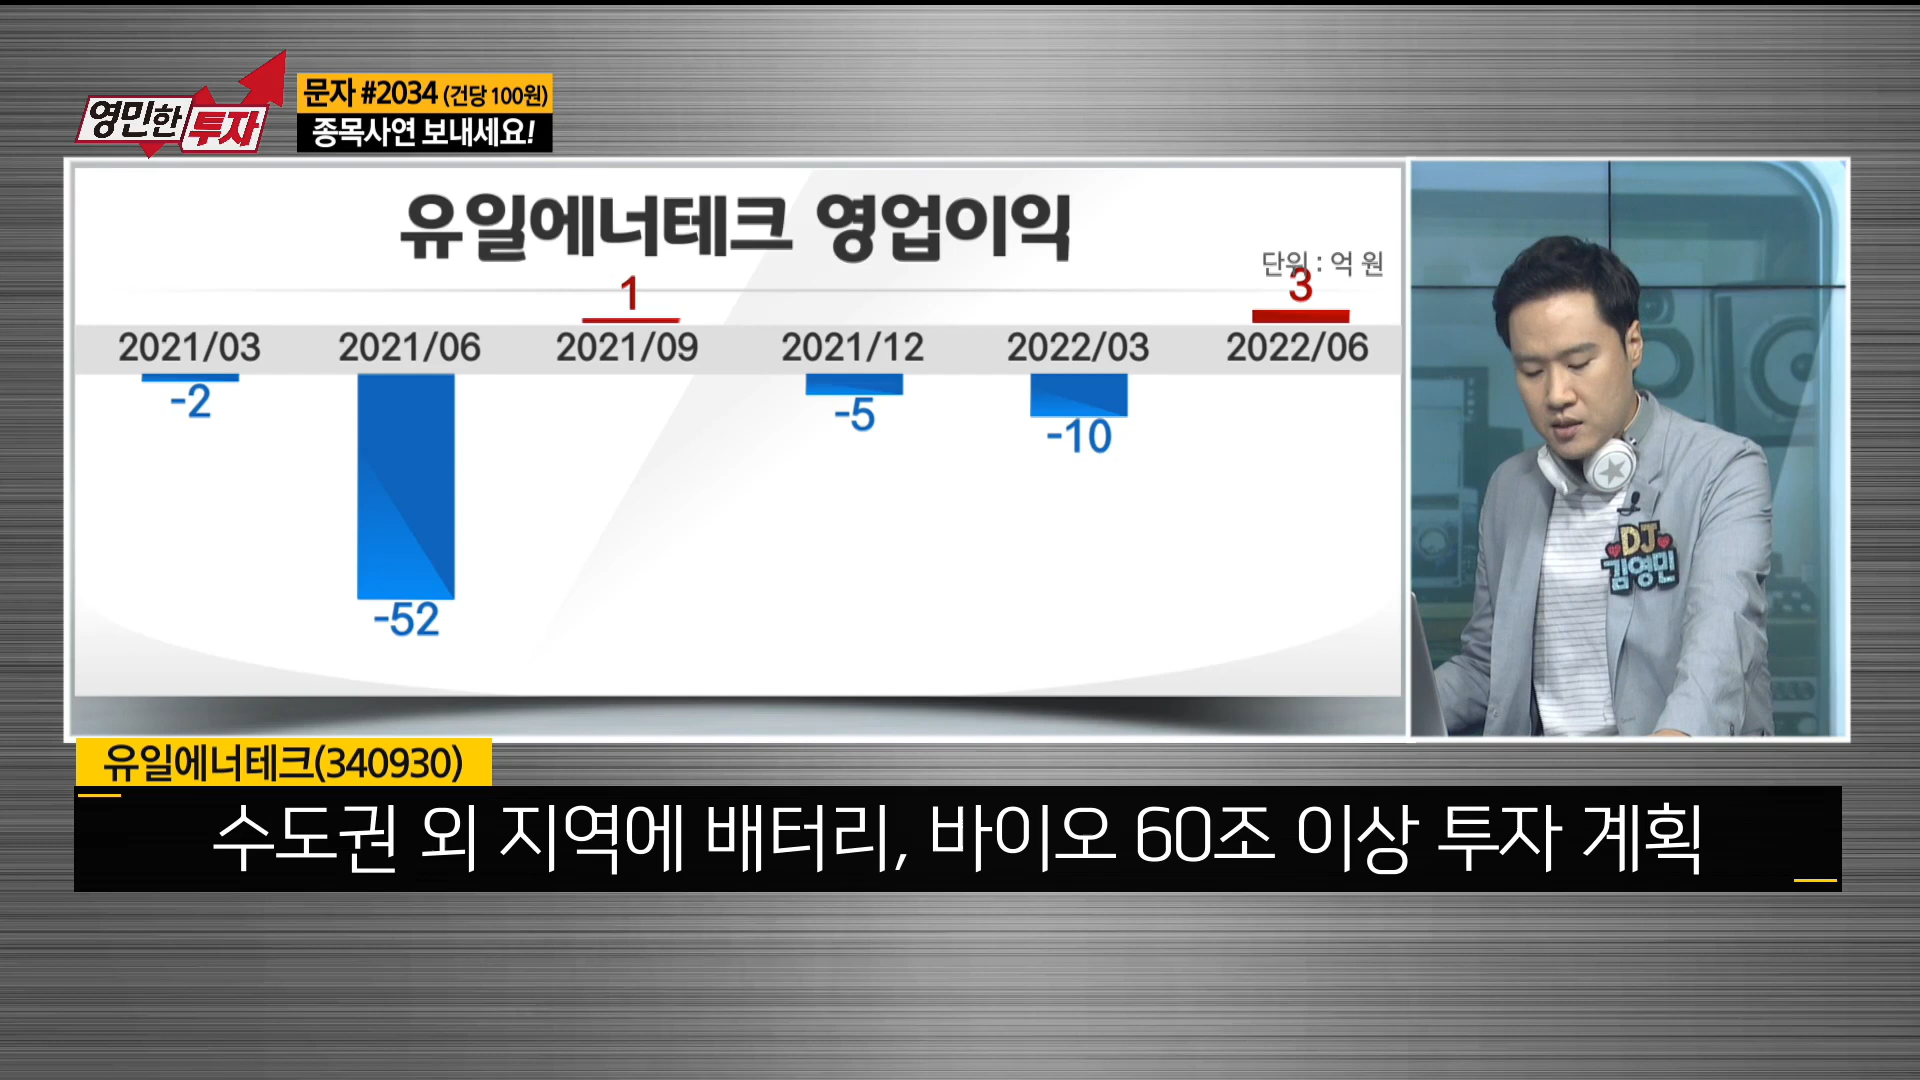 영민한 투자
문자 #2034 (건당 100원)
종목사연 보내세요!
유일에너테크 영업이익
단위 : 억 원
1
3
2021/03 2021/06 2021/09 2021/12 2022/03 2022/06
-2
-5
-10
-52
DJ
김영민
유일에너테크(340930)
수도권 외 지역에 배터리, 바이오 60조 이상 투자 계획